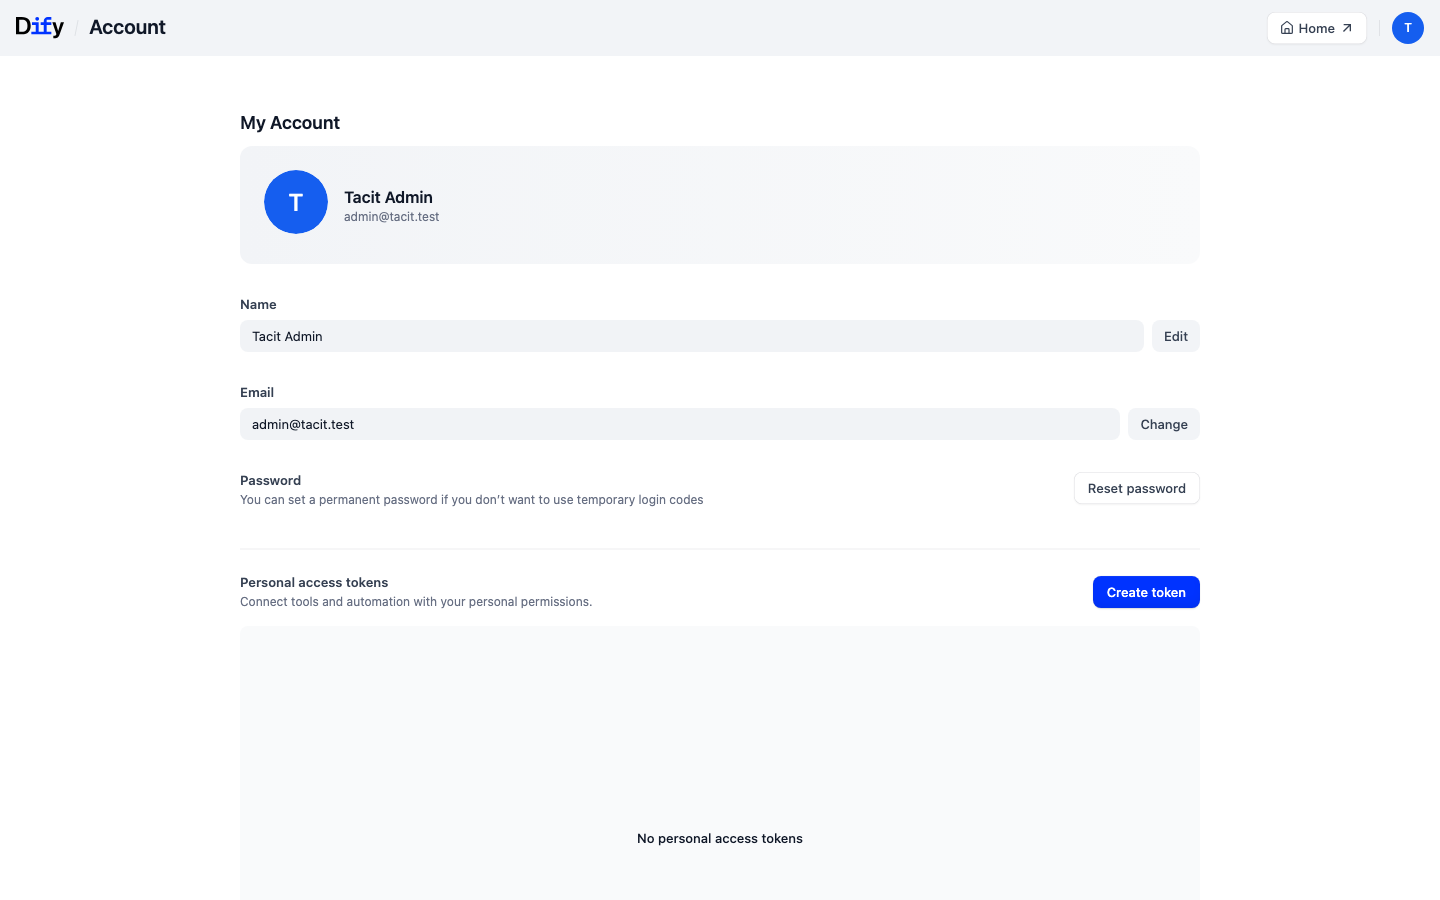 Dify / Account
Home
T
My Account
T
Tacit Admin
admin@tacit.test
Name
Tacit Admin
Edit
Email
admin@tacit.test
Change
Password
You can set a permanent password if you don’t want to use temporary login codes
Reset password
Personal access tokens
Connect tools and automation with your personal permissions.
Create token
No personal access tokens